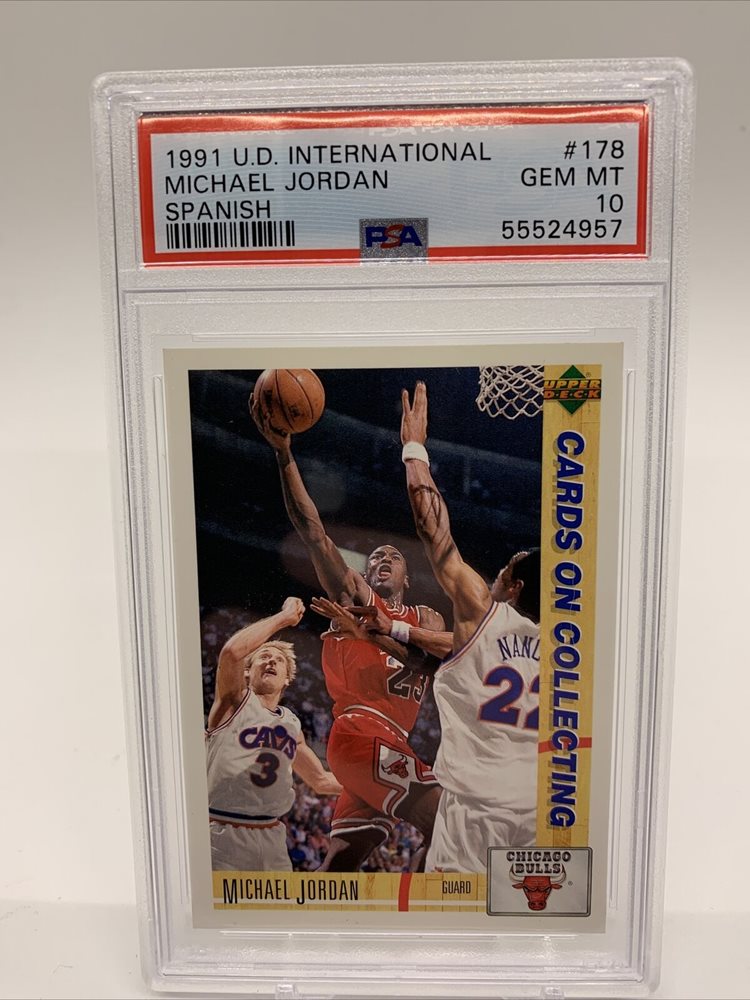 1991 U.D. INTERNATIONAL #178
MICHAEL JORDAN GEM MT
SPANISH 10
PSA 55524957
UPPER
DECK
CARDS ON COLLECTING
23
22
CAVS
3
CHICAGO
BULLS
MICHAEL JORDAN GUARD